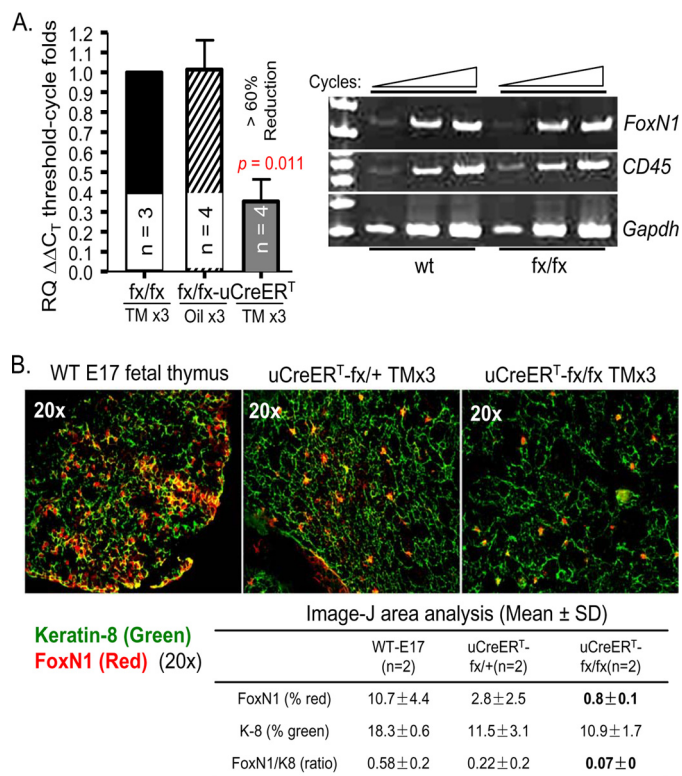 A.
RQ ΔΔCT threshold-cycle folds
1.2
1.1
1.0
0.9
0.8
0.7
0.6
0.5
0.4
0.3
0.2
0.1
0.0
n = 3
n = 4
n = 4
> 60%
Reduction
p = 0.011
fx/fx fx/fx-uCreERT
TM x3 Oil x3 TM x3
Cycles:
FoxN1
CD45
Gapdh
wt fx/fx
B.
WT E17 fetal thymus uCreERT-fx/+ TMx3 uCreERT-fx/fx TMx3
20x 20x 20x
Keratin-8 (Green)
FoxN1 (Red) (20x)
Image-J area analysis (Mean ± SD)
WT-E17 uCreERT- uCreERT-
(n=2) fx/+(n=2) fx/fx(n=2)
FoxN1 (% red) 10.7±4.4 2.8±2.5 0.8±0.1
K-8 (% green) 18.3±0.6 11.5±3.1 10.9±1.7
FoxN1/K8 (ratio) 0.58±0.2 0.22±0.2 0.07±0